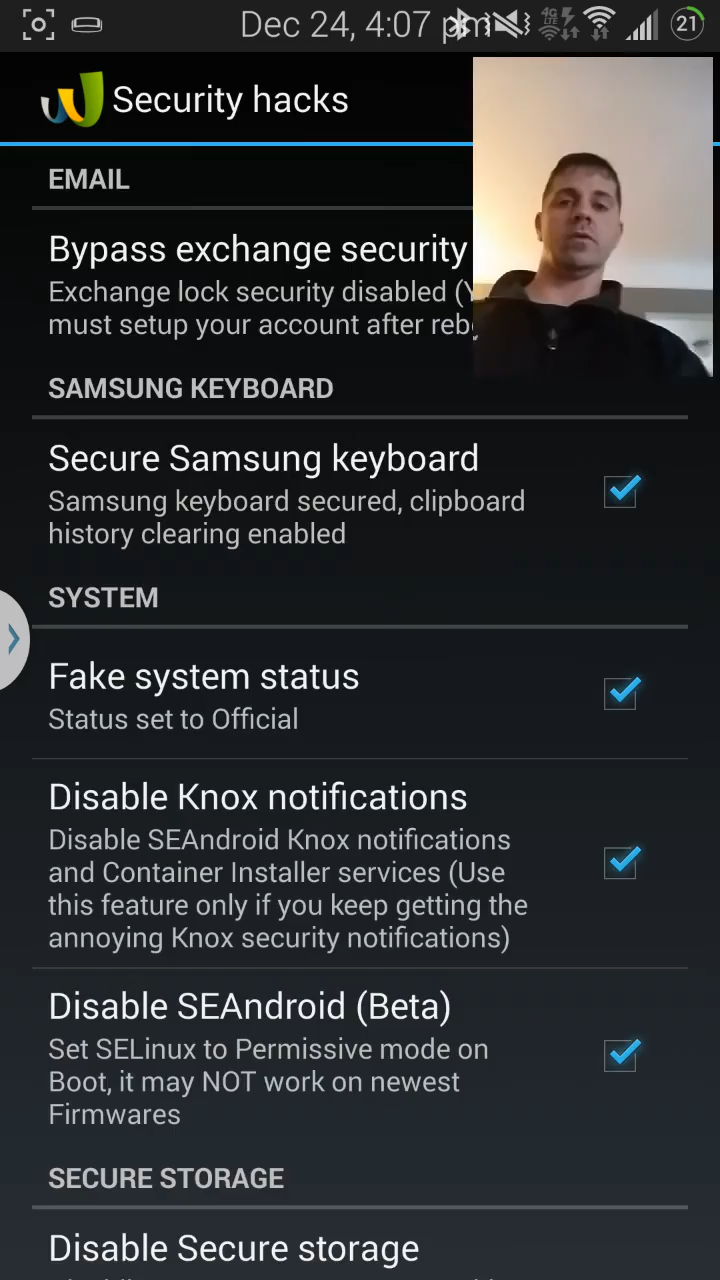 Dec 24, 4:07 pm
4G
LTE
21
Security hacks
EMAIL
Bypass exchange security
Exchange lock security disabled (Y
must setup your account after reb
SAMSUNG KEYBOARD
Secure Samsung keyboard
Samsung keyboard secured, clipboard
history clearing enabled
SYSTEM
Fake system status
Status set to Official
Disable Knox notifications
Disable SEAndroid Knox notifications
and Container Installer services (Use
this feature only if you keep getting the
annoying Knox security notifications)
Disable SEAndroid (Beta)
Set SELinux to Permissive mode on
Boot, it may NOT work on newest
Firmwares
SECURE STORAGE
Disable Secure storage